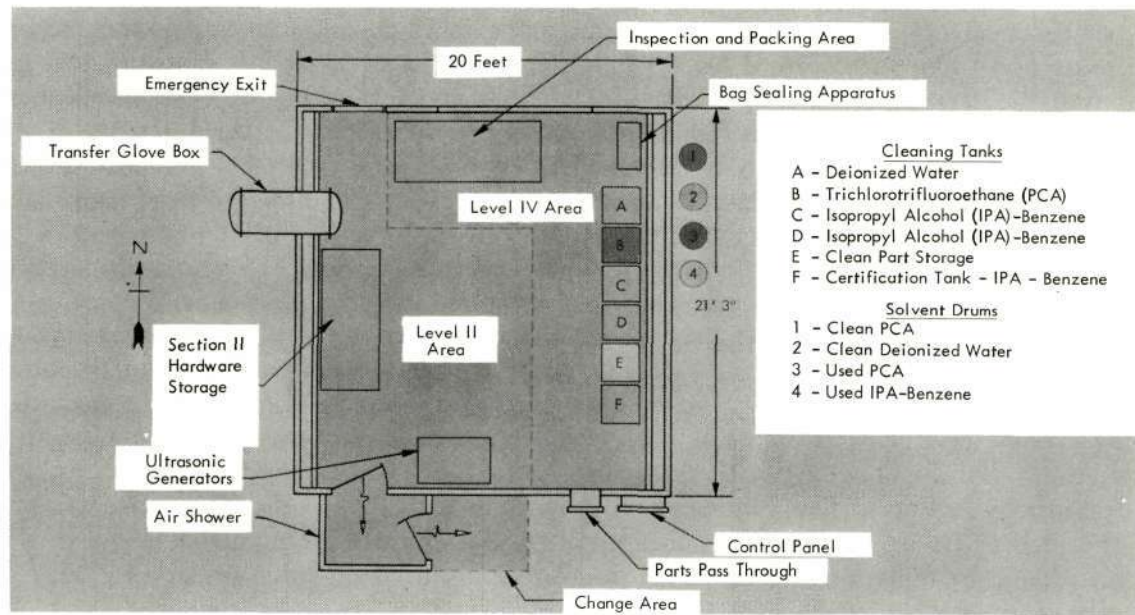 Inspection and Packing Area
20 Feet
Emergency Exit
Bag Sealing Apparatus
Transfer Glove Box
N
Level IV Area
Level II
Area
Section II
Hardware
Storage
Ultrasonic
Generators
Air Shower
Control Panel
Parts Pass Through
Change Area
21' 3"
A
B
C
D
E
F
1
2
3
4
Cleaning Tanks
A - Deionized Water
B - Trichlorotrifluoroethane (PCA)
C - Isopropyl Alcohol (IPA)-Benzene
D - Isopropyl Alcohol (IPA)-Benzene
E - Clean Part Storage
F - Certification Tank - IPA - Benzene
Solvent Drums
1 - Clean PCA
2 - Clean Deionized Water
3 - Used PCA
4 - Used IPA-Benzene